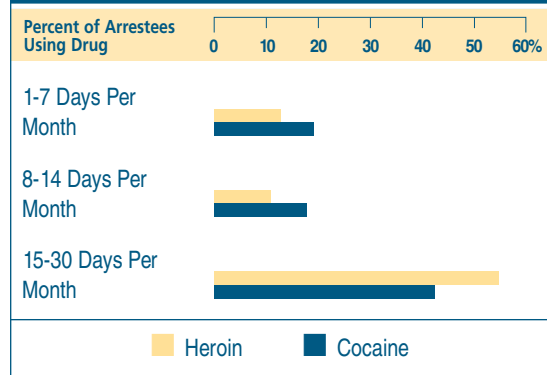 Percent of Arrestees
Using Drug
0 10 20 30 40 50 60%
1-7 Days Per
Month
8-14 Days Per
Month
15-30 Days Per
Month
Heroin Cocaine